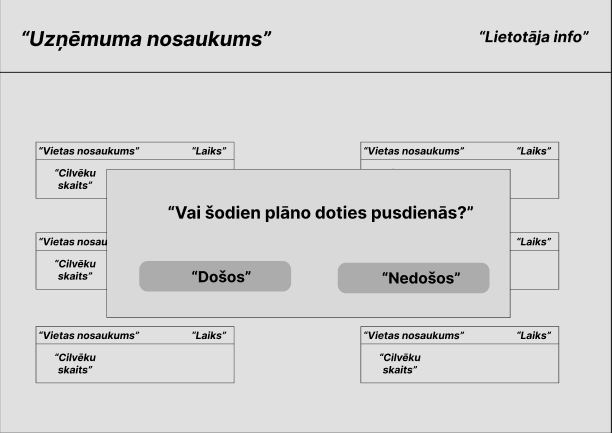 “Uzņēmuma nosaukums”
“Lietotāja info”
“Vietas nosaukums” “Laiks”
“Cilvēku
skaits”
“Vietas nosaukums” “Laiks”
“Vai šodien plāno doties pusdienās?”
“Došos”
“Nedošos”
“Vietas nosau
“Cilvēku
skaits”
“Laiks”
“Vietas nosaukums” “Laiks”
“Cilvēku
skaits”
“Vietas nosaukums” “Laiks”
“Cilvēku
skaits”